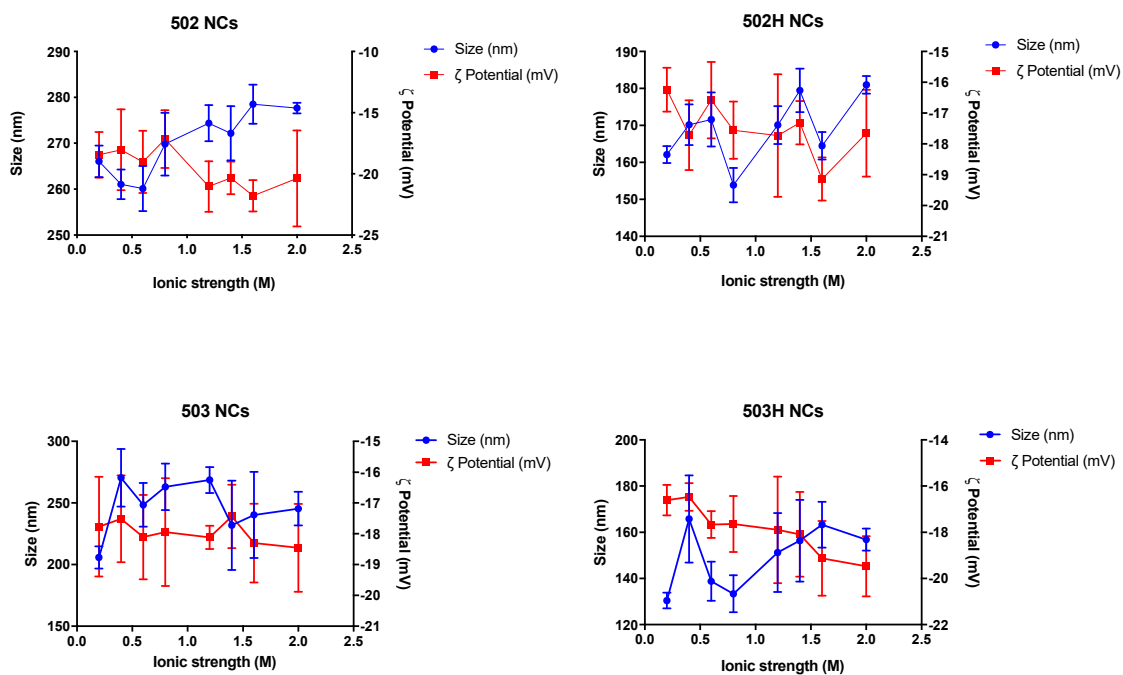 502 NCs
Size (nm)
ζ Potential (mV)
290
280
270
260
250
Size (nm)
-10
-15
-20
-25
ζ Potential (mV)
0.0 0.5 1.0 1.5 2.0 2.5
Ionic strength (M)
502H NCs
Size (nm)
ζ Potential (mV)
190
180
170
160
150
140
Size (nm)
-15
-16
-17
-18
-19
-20
-21
ζ Potential (mV)
0.0 0.5 1.0 1.5 2.0 2.5
Ionic strength (M)
503 NCs
Size (nm)
ζ Potential (mV)
300
250
200
150
Size (nm)
-15
-16
-17
-18
-19
-20
-21
ζ Potential (mV)
0.0 0.5 1.0 1.5 2.0 2.5
Ionic strength (M)
503H NCs
Size (nm)
ζ Potential (mV)
200
180
160
140
120
Size (nm)
-14
-16
-18
-20
-22
ζ Potential (mV)
0.0 0.5 1.0 1.5 2.0 2.5
Ionic strength (M)